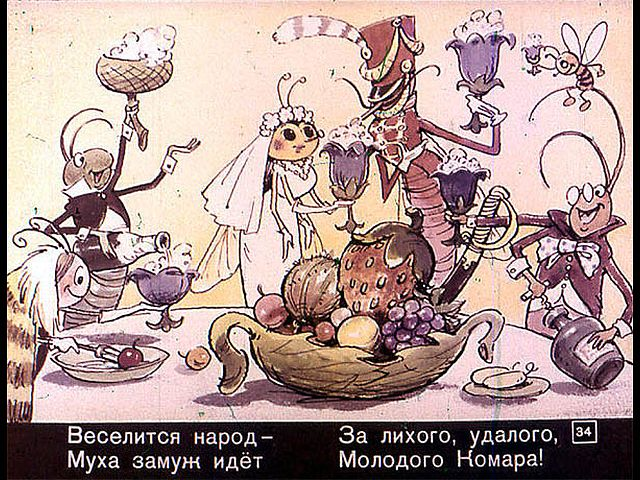 Веселится народ–
Муха замуж идёт
За лихого, удалого,
Молодого Комара!
34